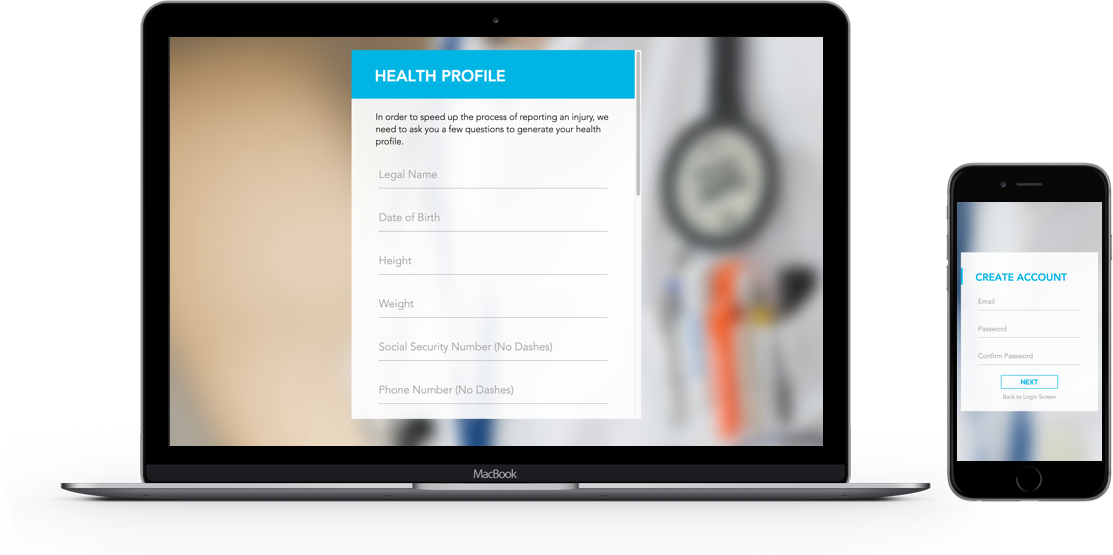 HEALTH PROFILE
In order to speed up the process of reporting an injury, we
need to ask you a few questions to generate your health
profile.
Legal Name
Date of Birth
Height
Weight
Social Security Number (No Dashes)
Phone Number (No Dashes)
MacBook
CREATE ACCOUNT
Email
Password
Confirm Password
NEXT
Back to Login Screen